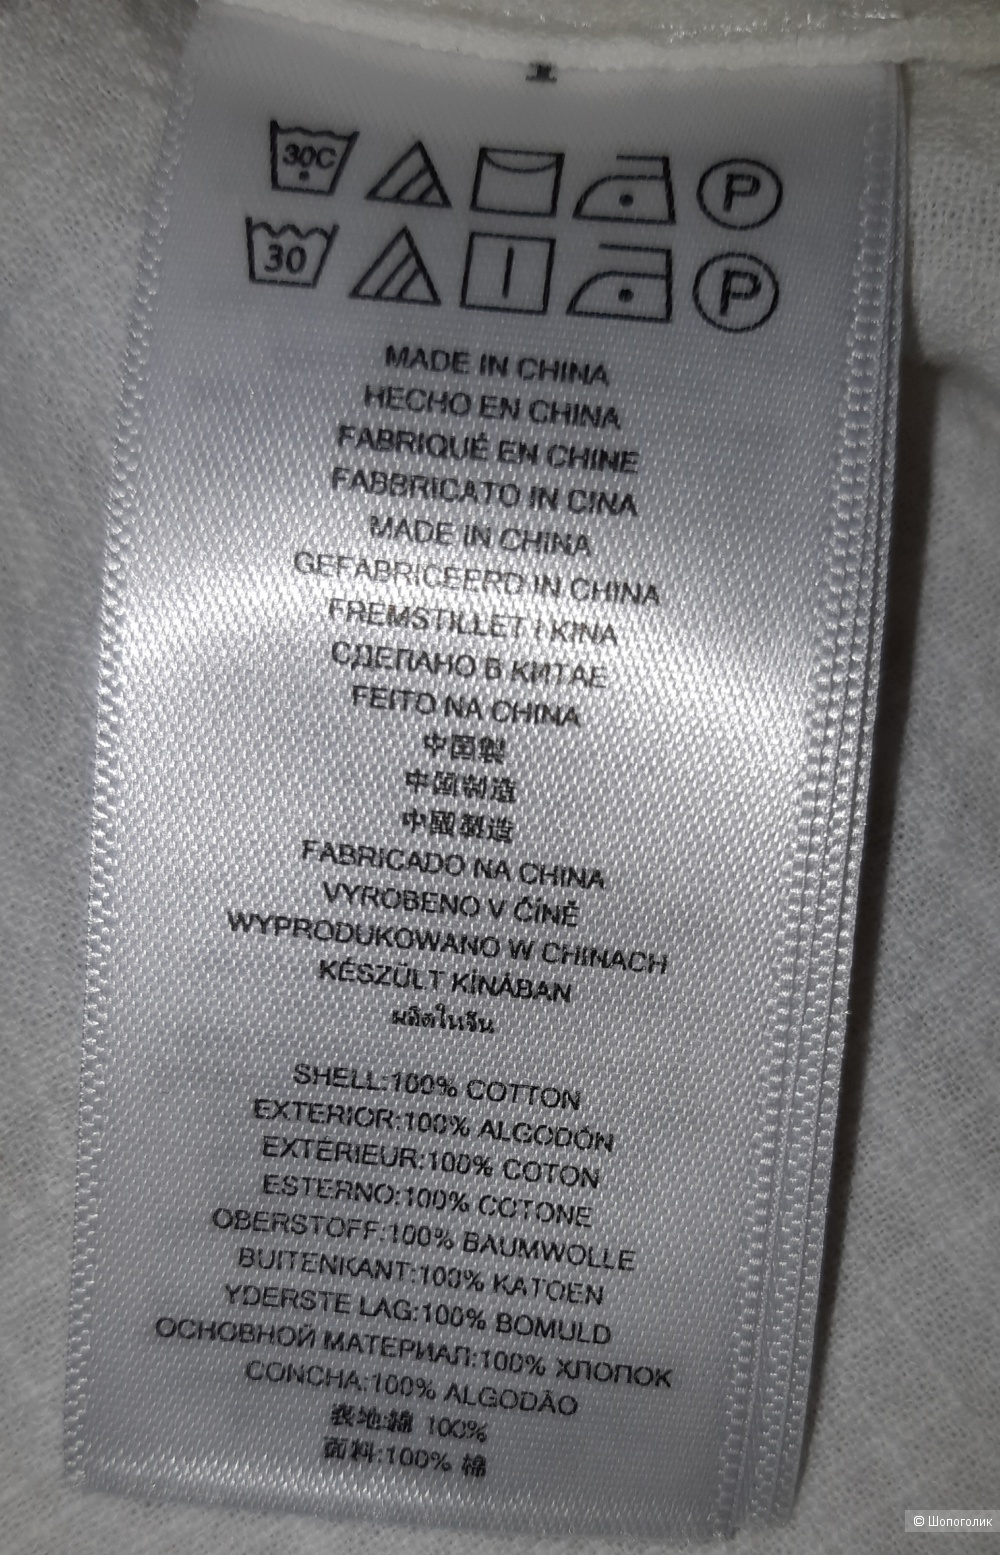 30C
P
30
P
MADE IN CHINA
HECHO EN CHINA
FABRIQUÉ EN CHINE
FABBRICATO IN CINA
MADE IN CHINA
GEFABRICEERD IN CHINA
FREMSTILLET I KINA
СДЕЛАНО В КИТАЕ
FEITO NA CHINA
中国製
中国制造
中國製造
FABRICADO NA CHINA
VYROBENO V ČÍNĚ
WYPRODUKOWANO W CHINACH
KÉSZÜLT KÍNÁBAN
ผลิตในจีน
SHELL:100% COTTON
EXTERIOR:100% ALGODÓN
EXTÉRIEUR:100% COTON
ESTERNO:100% COTONE
OBERSTOFF:100% BAUMWOLLE
BUITENKANT:100% KATOEN
YDERSTE LAG:100% BOMULD
ОСНОВНОЙ МАТЕРИАЛ:100% ХЛОПОК
CONCHA:100% ALGODÃO
表地:綿 100%
面料:100% 棉
© Шопоголик